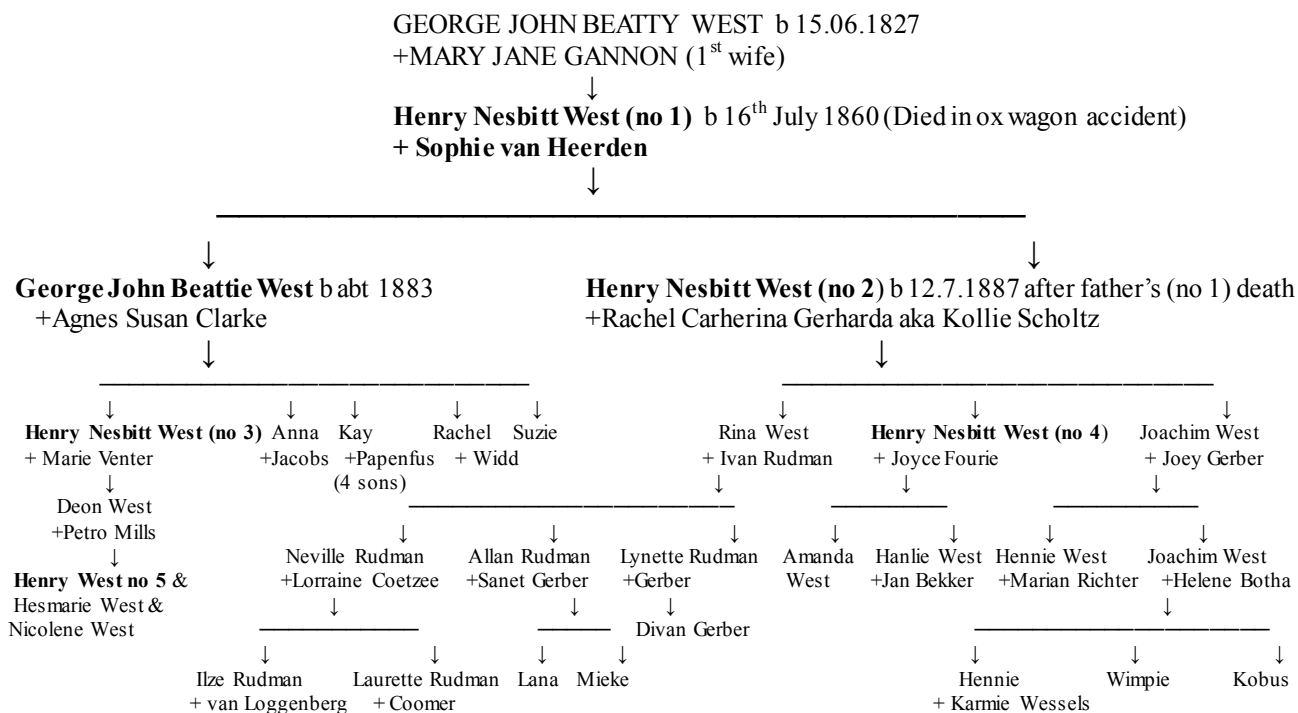 GEORGE JOHN BEATTY WEST b 15.06.1827
+MARY JANE GANNON (1st wife)
↓
Henry Nesbitt West (no 1) b 16th July 1860 (Died in ox wagon accident)
+ Sophie van Heerden
↓
↓ ↓
George John Beattie West b abt 1883 Henry Nesbitt West (no 2) b 12.7.1887 after father's (no 1) death
+Agnes Susan Clarke +Rachel Carherina Gerharda aka Kollie Scholtz
↓ ↓
↓ ↓ ↓ ↓ ↓ ↓ ↓ ↓
Henry Nesbitt West (no 3) Anna Kay Rachel Suzie Rina West Henry Nesbitt West (no 4) Joachim West
+ Marie Venter +Jacobs +Papenfus + Widd + Ivan Rudman + Joyce Fourie + Joey Gerber
↓ (4 sons) ↓ ↓ ↓
Deon West
+Petro Mills ↓ ↓ ↓ ↓ ↓ ↓ ↓
↓ Neville Rudman Allan Rudman Lynette Rudman Amanda Hanlie West Hennie West Joachim West
Henry West no 5 & +Lorraine Coetzee +Sanet Gerber +Gerber West +Jan Bekker +Marian Richter +Helene Botha
Hesmarie West & ↓ ↓ ↓ ↓
Nicolene West Divan Gerber
↓ ↓ ↓ ↓ ↓ ↓ ↓
Ilze Rudman Laurette Rudman Lana Mieke Hennie Wimpie Kobus
+ van Loggenberg + Coomer + Karmie Wessels